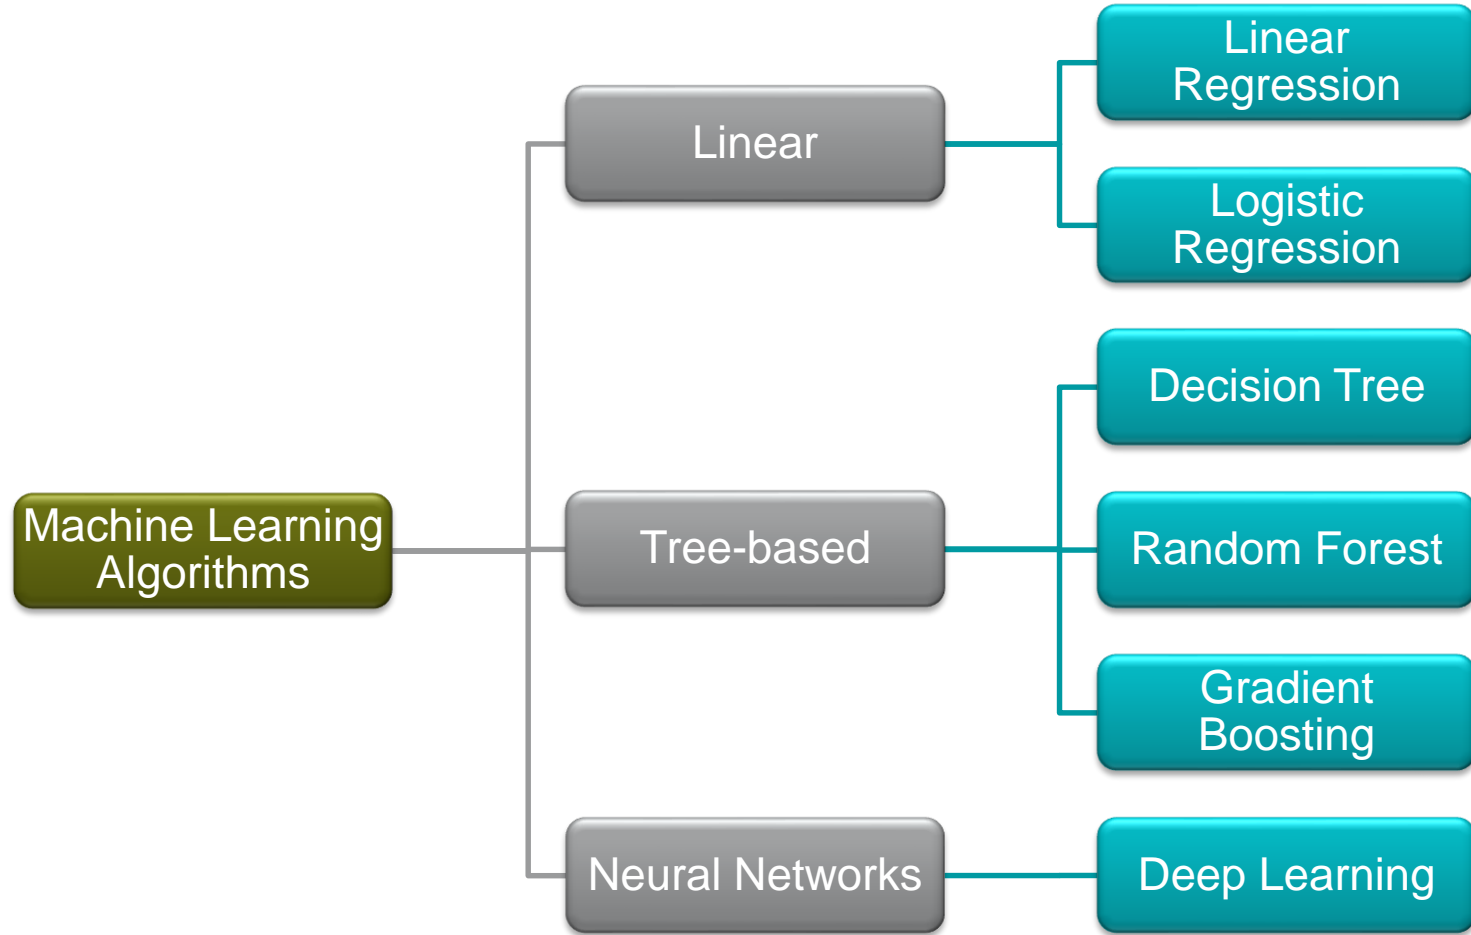 Machine Learning
Algorithms
Linear
Linear
Regression
Logistic
Regression
Tree-based
Decision Tree
Random Forest
Gradient
Boosting
Neural Networks
Deep Learning